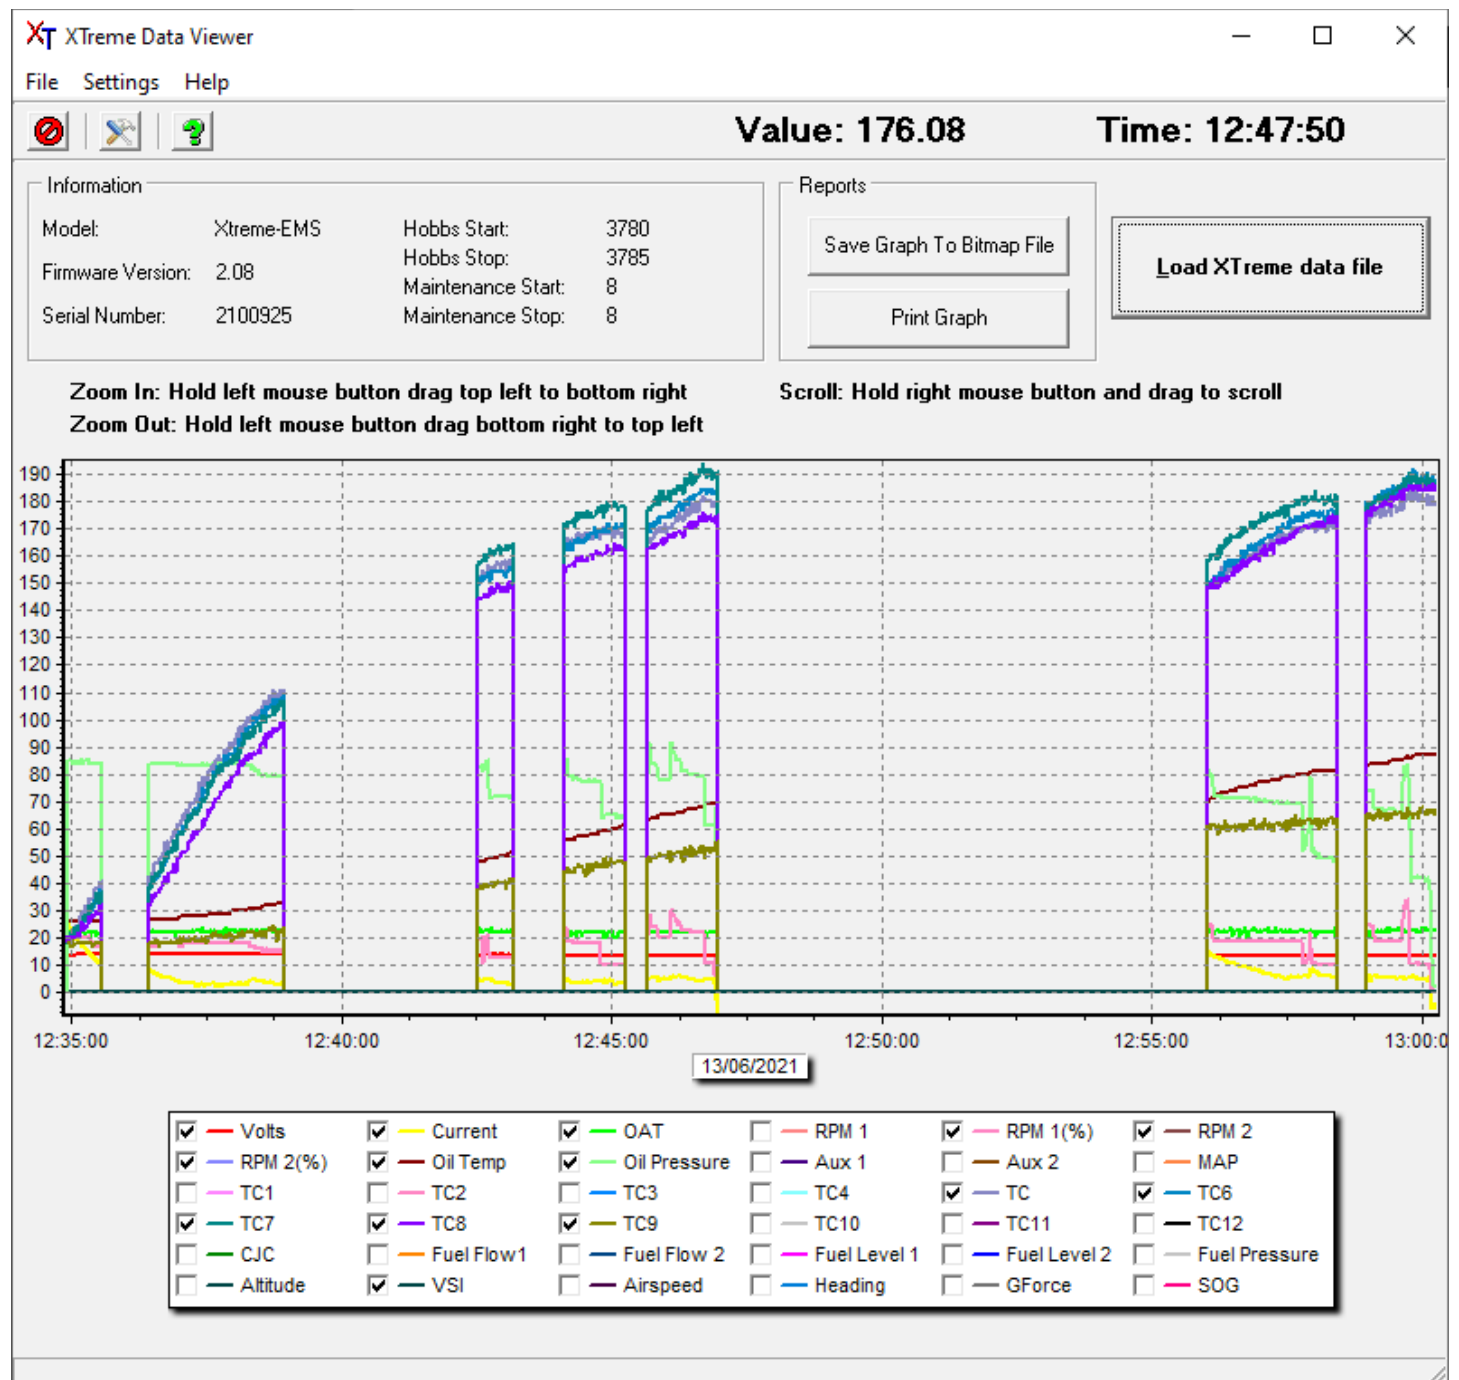 XT XTreme Data Viewer
File Settings Help
Value: 176.08 Time: 12:47:50
Information
Model: Xtreme-EMS
Firmware Version: 2.08
Serial Number: 2100925
Hobbs Start: 3780
Hobbs Stop: 3785
Maintenance Start: 8
Maintenance Stop: 8
Reports
Save Graph To Bitmap File
Print Graph
Load XTreme data file
Zoom In: Hold left mouse button drag top left to bottom right
Zoom Out: Hold left mouse button drag bottom right to top left
Scroll: Hold right mouse button and drag to scroll
190
180
170
160
150
140
130
120
110
100
90
80
70
60
50
40
30
20
10
0
12:35:00 12:40:00 12:45:00 12:50:00 12:55:00 13:00:0
13/06/2021
Volts Current OAT RPM 1 RPM 1(%) RPM 2
RPM 2(%) Oil Temp Oil Pressure Aux 1 Aux 2 MAP
TC1 TC2 TC3 TC4 TC TC6
TC7 TC8 TC9 TC10 TC11 TC12
CJC Fuel Flow1 Fuel Flow 2 Fuel Level 1 Fuel Level 2 Fuel Pressure
Altitude VSI Airspeed Heading GForce SOG